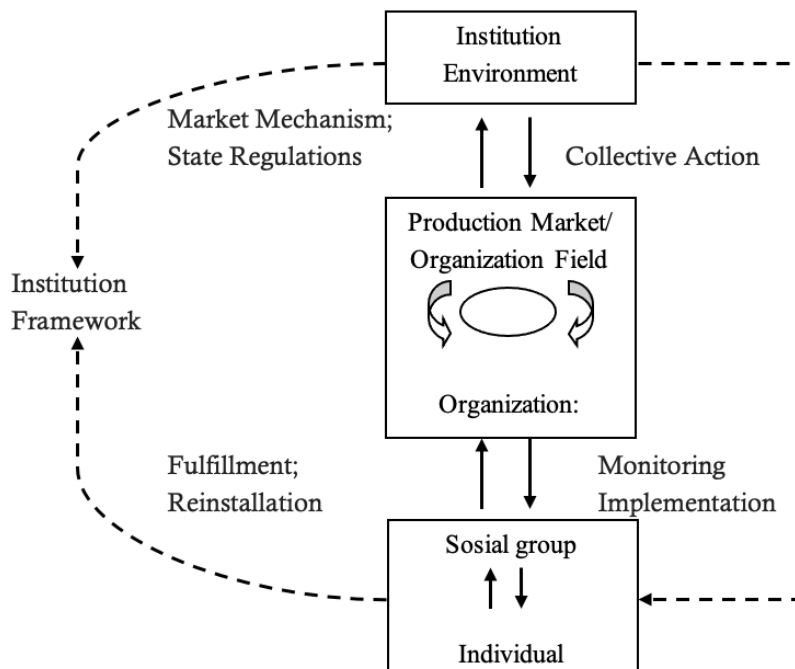 Institution
Environment
Market Mechanism;
State Regulations
Collective Action
Production Market/
Organization Field
Institution
Framework
Organization:
Fulfillment;
Reinstallation
Monitoring
Implementation
Sosial group
Individual